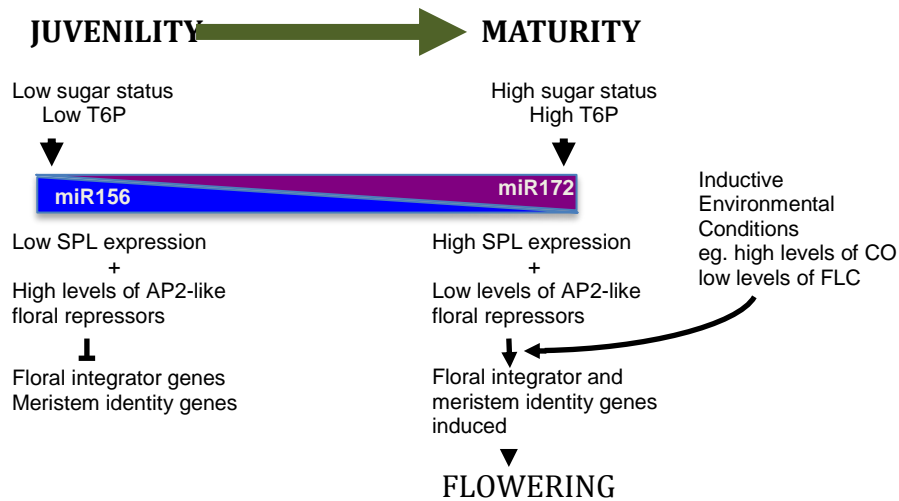 JUVENILITY
MATURITY
Low sugar status
Low T6P
High sugar status
High T6P
miR156
miR172
Low SPL expression
+
High levels of AP2-like
floral repressors
Floral integrator genes
Meristem identity genes
High SPL expression
+
Low levels of AP2-like
floral repressors
Inductive
Environmental
Conditions
eg. high levels of CO
low levels of FLC
Floral integrator and
meristem identity genes
induced
FLOWERING